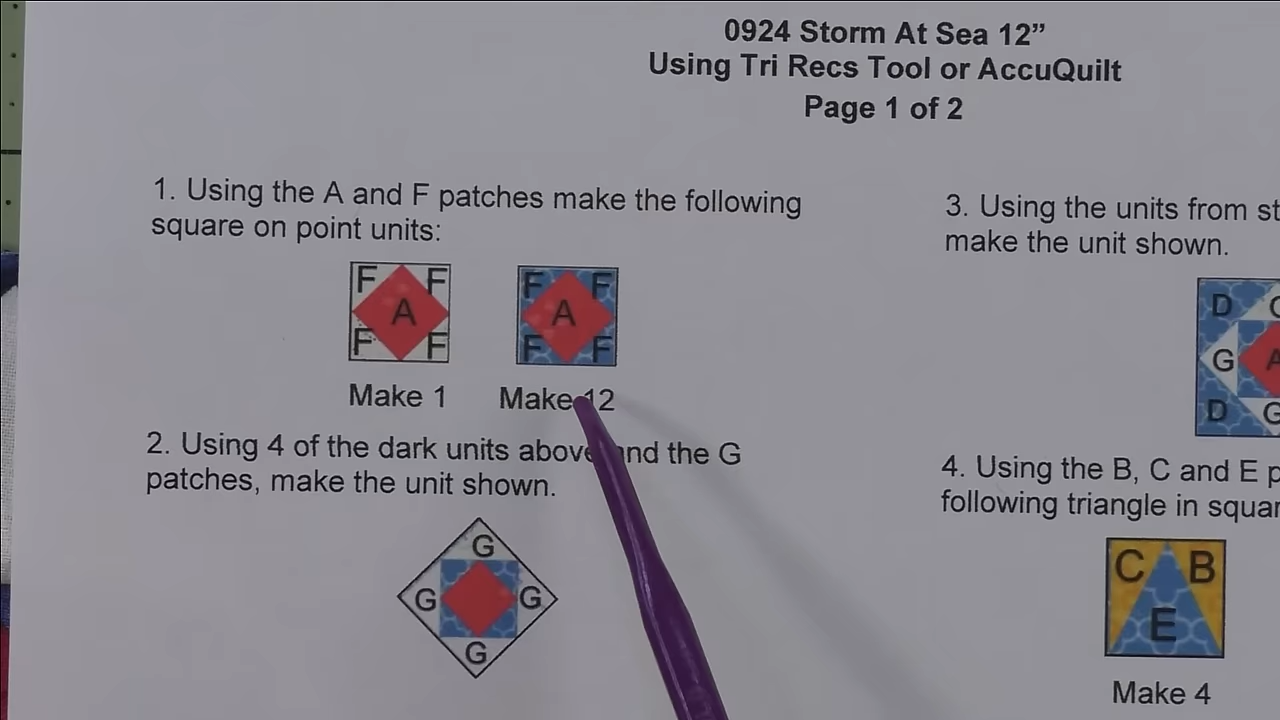 0924 Storm At Sea 12”
Using Tri Recs Tool or AccuQuilt
Page 1 of 2
1. Using the A and F patches make the following
square on point units:
F F
A
F F
Make 1
F F
A
F F
Make 12
2. Using 4 of the dark units above and the G
patches, make the unit shown.
G
G G
G
3. Using the units from
make the unit shown.
D
G A
D G
4. Using the B, C and E
following triangle in
C B
E
Make 4